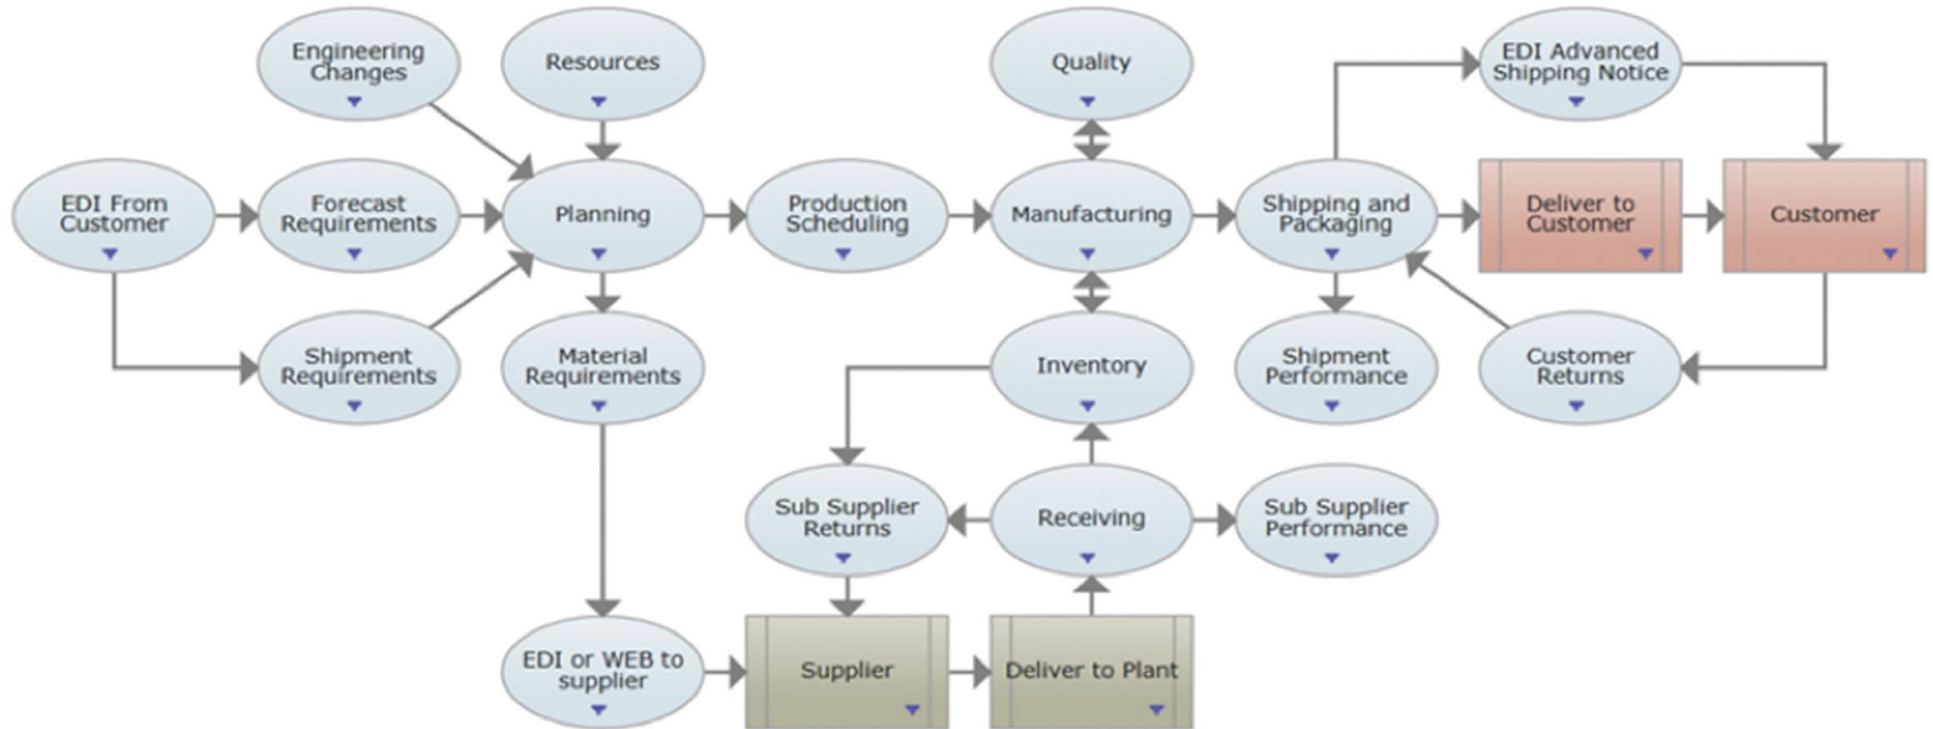 Engineering
Changes
Resources
Quality
EDI Advanced
Shipping Notice
EDI From
Customer
Forecast
Requirements
Planning
Production
Scheduling
Manufacturing
Shipping and
Packaging
Deliver to
Customer
Customer
Shipment
Requirements
Material
Requirements
Inventory
Shipment
Performance
Customer
Returns
Sub Supplier
Returns
Receiving
Sub Supplier
Performance
EDI or WEB to
supplier
Supplier
Deliver to Plant